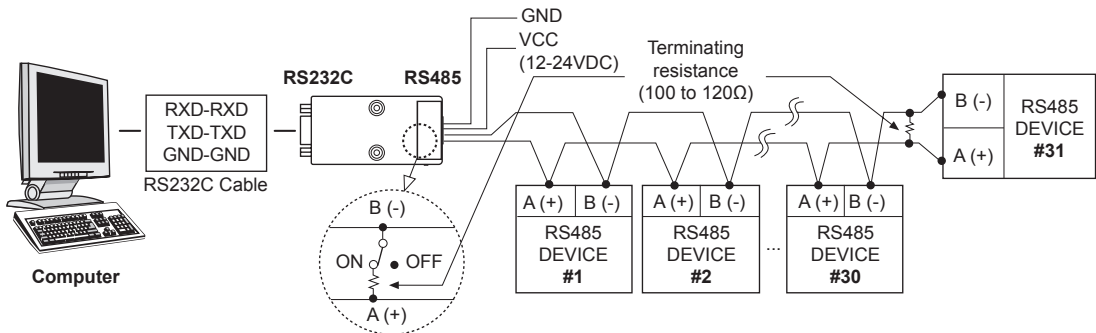 GND
VCC
(12-24VDC)
Terminating
resistance
(100 to 120Ω)
RS232C
RS485
RXD-RXD
TXD-TXD
GND-GND
RS232C Cable
Computer
B (-)
ON
OFF
A (+)
A (+)
B (-)
RS485
DEVICE
#1
A (+)
B (-)
RS485
DEVICE
#2
...
A (+)
B (-)
RS485
DEVICE
#30
B (-)
A (+)
RS485
DEVICE
#31